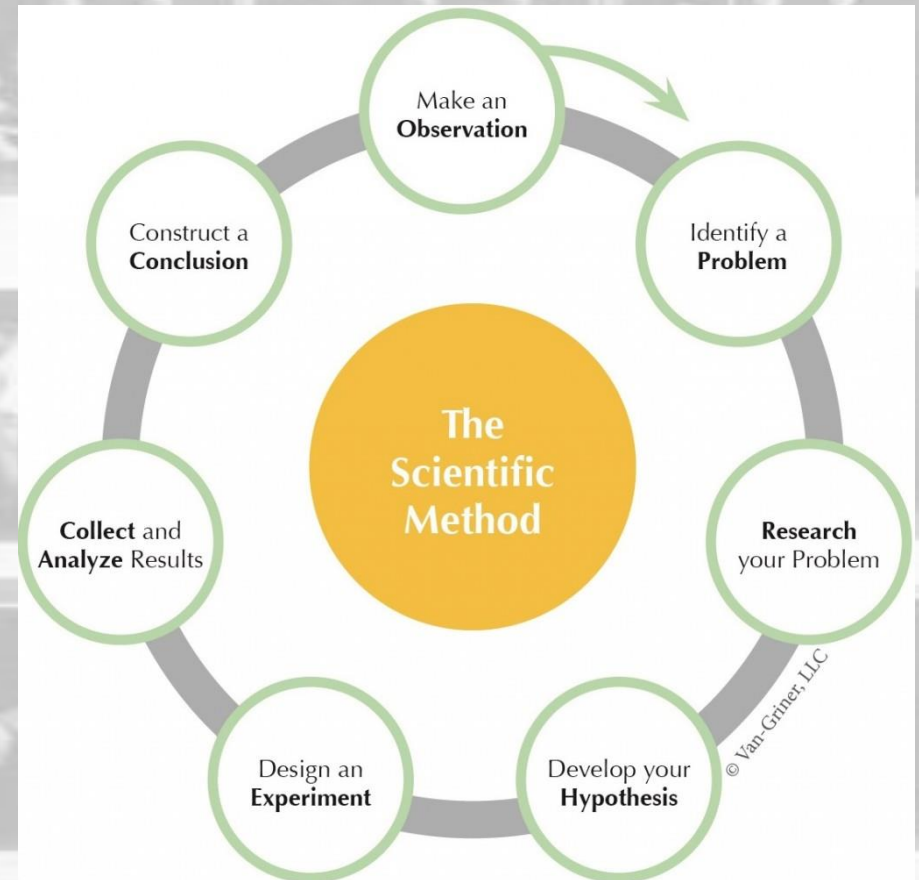 Make an
Observation
Identify a
Problem
Research
your Problem
Develop your
Hypothesis
Design an
Experiment
Collect and
Analyze Results
Construct a
Conclusion
The
Scientific
Method
© Van-Griner, LLC